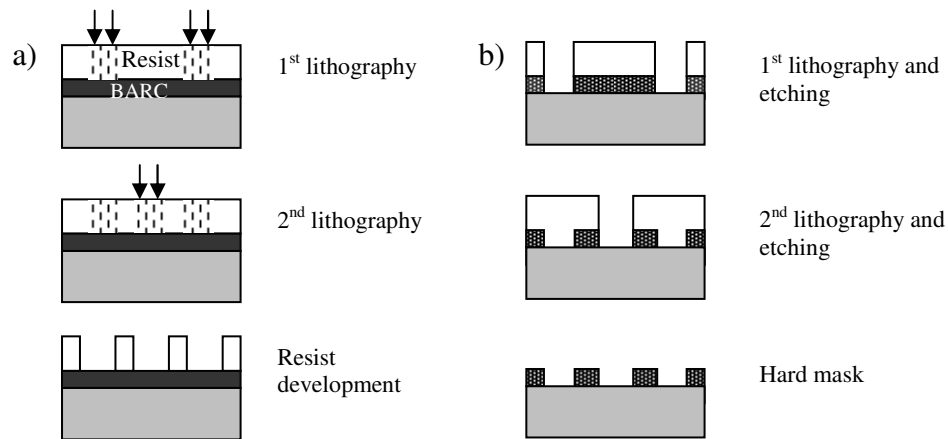 a)
Resist
BARC
1st lithography
2nd lithography
Resist
development
b)
1st lithography and
etching
2nd lithography and
etching
Hard mask